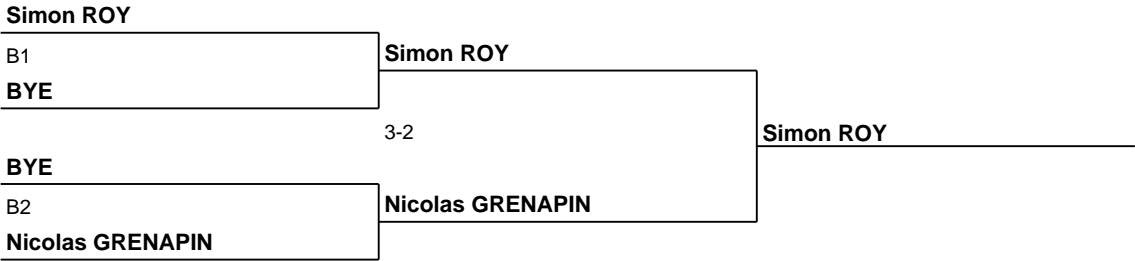 Simon ROY
B1
BYE
Simon ROY
3-2
Simon ROY
BYE
B2
Nicolas GRENAPIN
Nicolas GRENAPIN